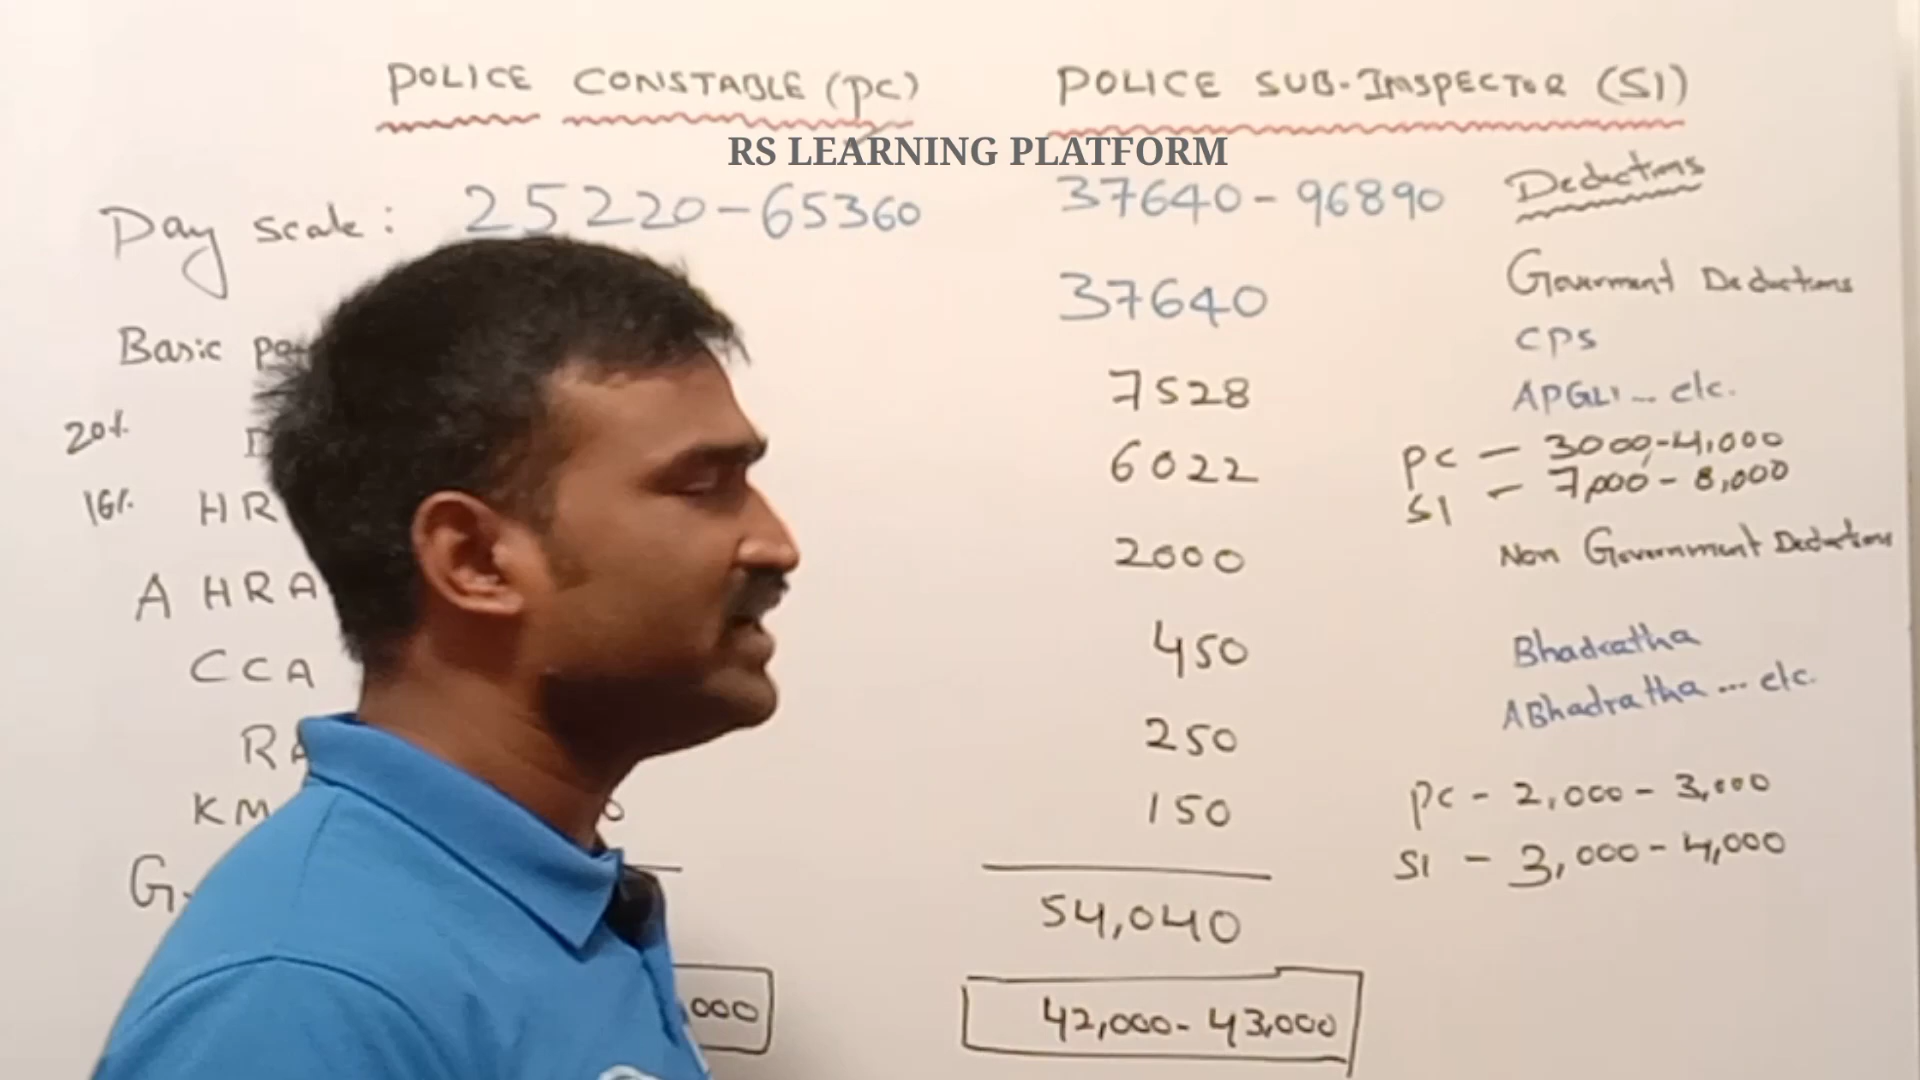 POLICE CONSTABLE (PC) POLICE SUB-INSPECTOR (SI)
RS LEARNING PLATFORM
Pay scale: 25220-65360 37640-96890 Deductions
37640 Government Deductions
Basic CPS
20% 7528 APGLI ... etc.
16% HR 6022 PC - 3000-4,000
SI - 7,000 - 8,000
A HRA 2000 Non Government Deductions
CCA 450 Bhadratha
ABhadratha ... etc.
250
KM 150 PC - 2,000 - 3,000
G. SI - 3,000 - 4,000
54,040
000 42,000 - 43,000